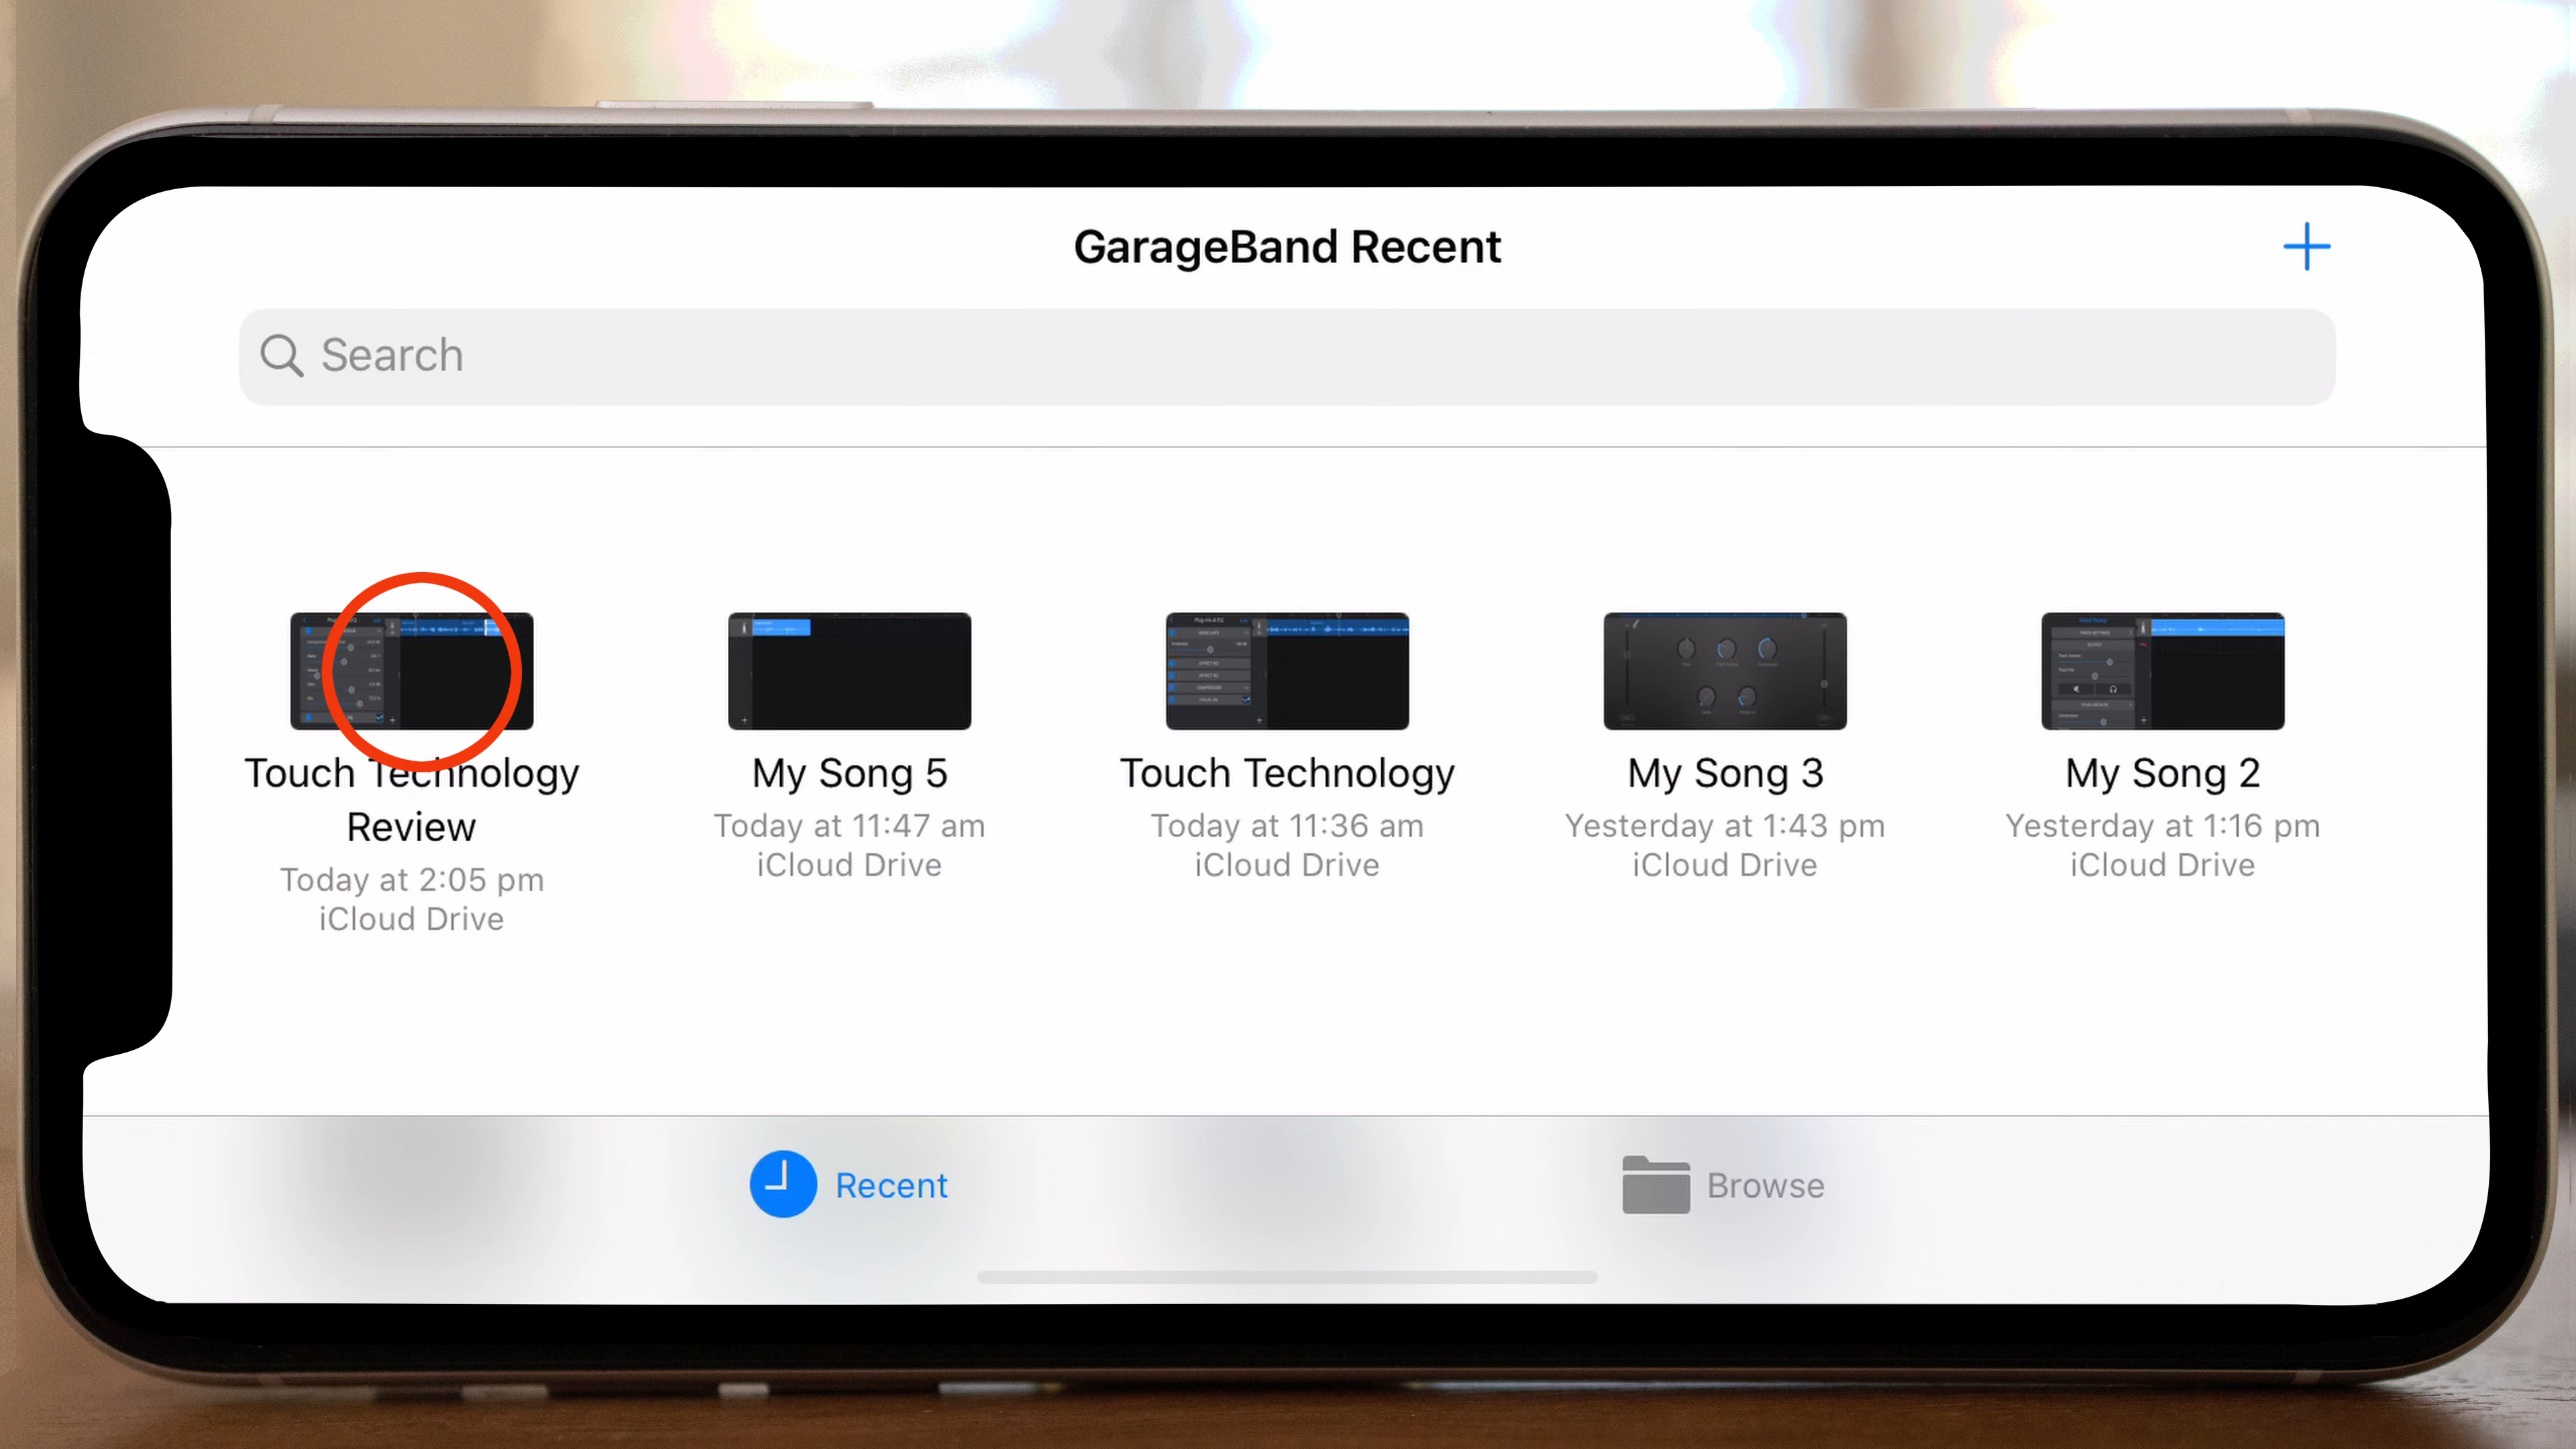 GarageBand Recent
Search
Touch Technology
Review
Today at 2:05 pm
iCloud Drive
My Song 5
Today at 11:47 am
iCloud Drive
Touch Technology
Today at 11:36 am
iCloud Drive
My Song 3
Yesterday at 1:43 pm
iCloud Drive
My Song 2
Yesterday at 1:16 pm
iCloud Drive
Recent
Browse